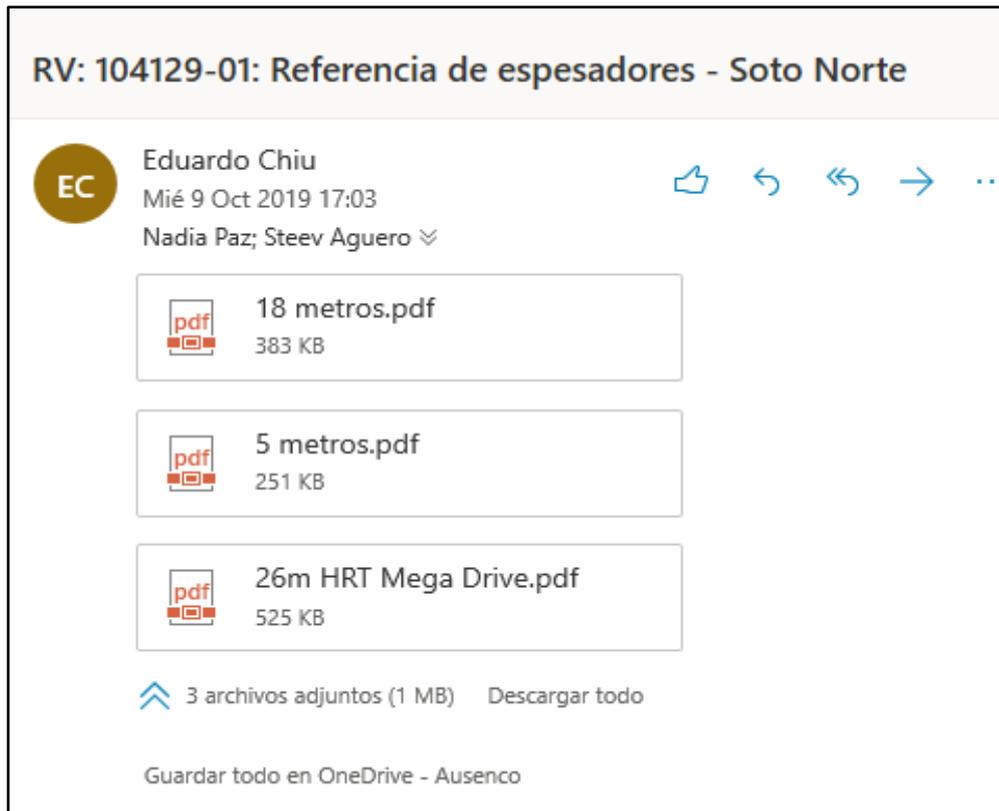 RV: 104129-01: Referencia de espesadores - Soto Norte
EC
Eduardo Chiu
Mié 9 Oct 2019 17:03
Nadia Paz; Steev Aguero
pdf
18 metros.pdf
383 KB
pdf
5 metros.pdf
251 KB
pdf
26m HRT Mega Drive.pdf
525 KB
3 archivos adjuntos (1 MB) Descargar todo
Guardar todo en OneDrive - Ausenco